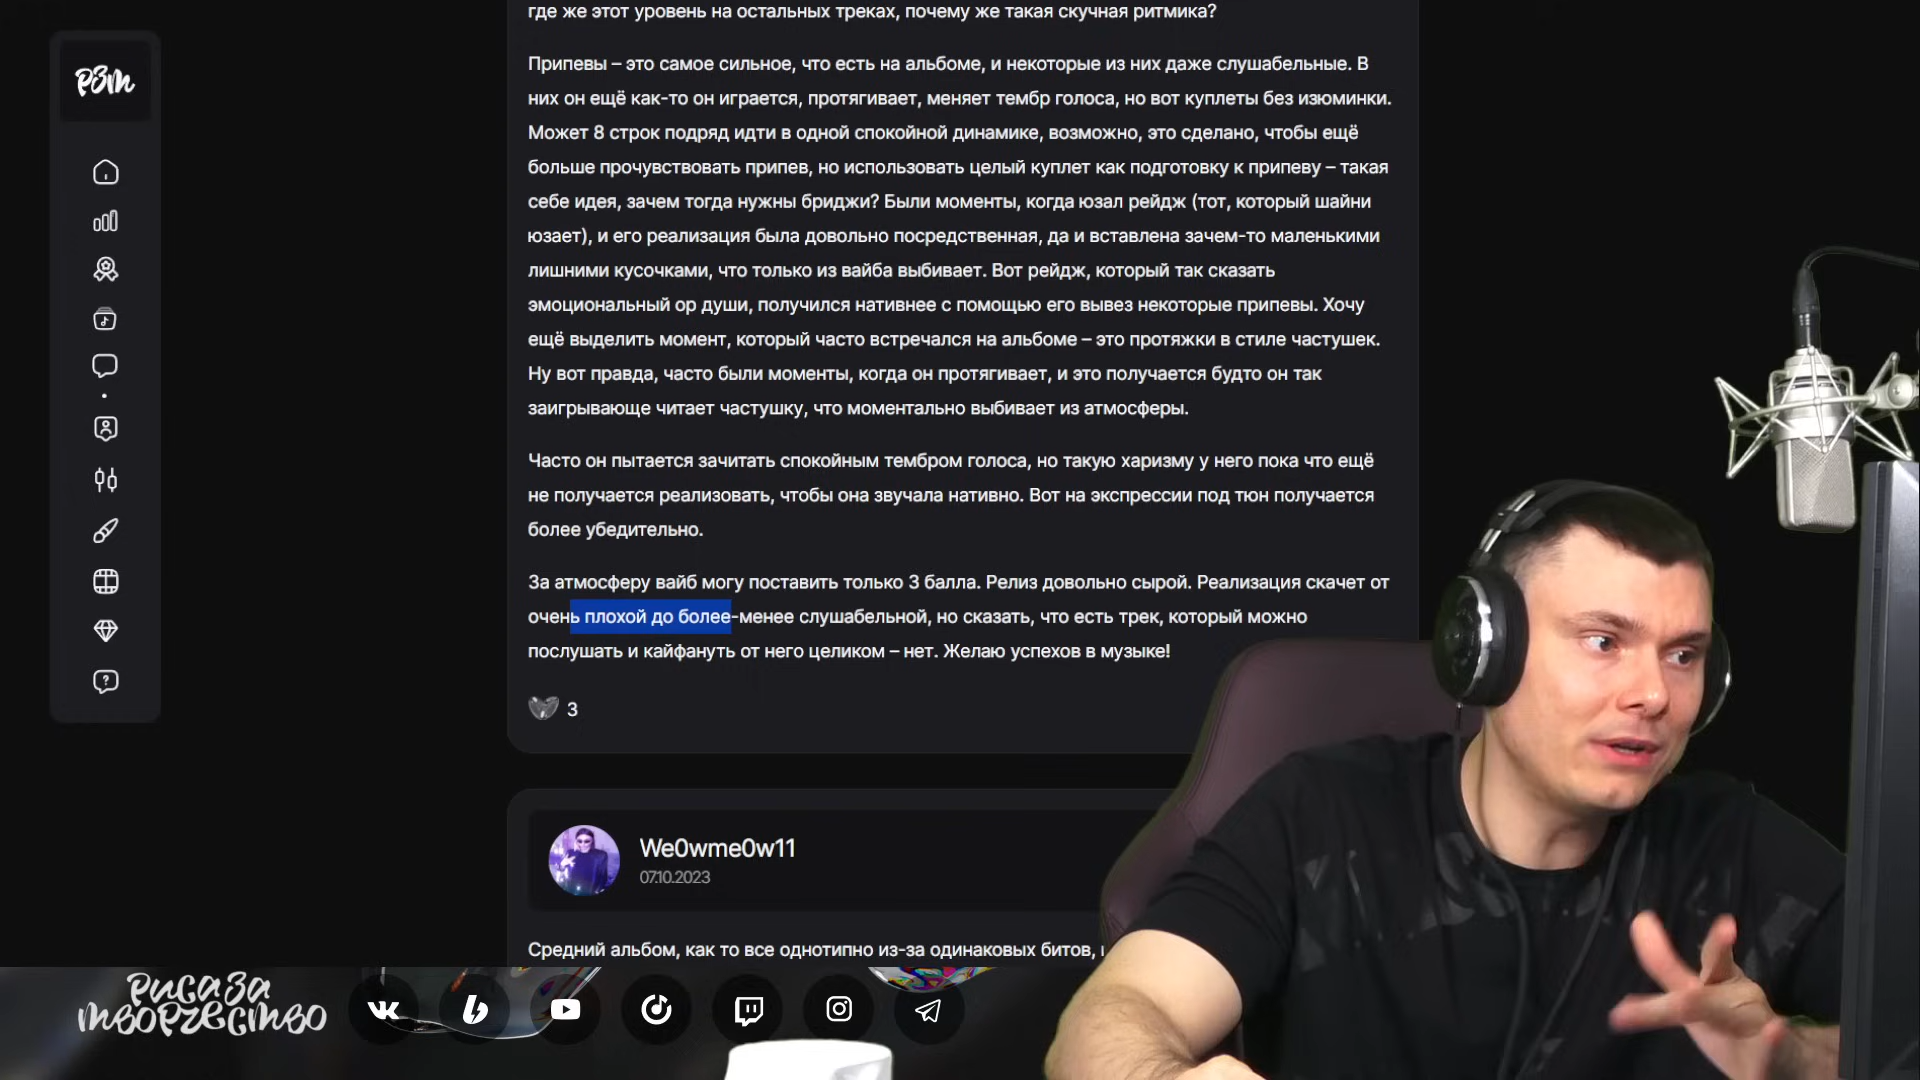 где же этот уровень на остальных треках, почему же такая скучная ритмика?
РЗТ
Припевы – это самое сильное, что есть на альбоме, и некоторые из них даже слушабельные. В
них он ещё как-то он играется, протягивает, меняет тембр голоса, но вот куплеты без изюминки.
Может 8 строк подряд идти в одной спокойной динамике, возможно, это сделано, чтобы ещё
больше прочувствовать припев, но использовать целый куплет как подготовку к припеву – такая
себе идея, зачем тогда нужны бриджи? Были моменты, когда юзал рейдж (тот, который шайни
юзает), и его реализация была довольно посредственная, да и вставлена зачем-то маленькими
лишними кусочками, что только из вайба выбивает. Вот рейдж, который так сказать
эмоциональный ор души, получился нативнее с помощью его вывез некоторые припевы. Хочу
ещё выделить момент, который часто встречался на альбоме – это протяжки в стиле частушек.
Ну вот правда, часто были моменты, когда он протягивает, и это получается будто он так
заигрывающе читает частушку, что моментально выбивает из атмосферы.
Часто он пытается зачитать спокойным тембром голоса, но такую харизму у него пока что ещё
не получается реализовать, чтобы она звучала нативно. Вот на экспрессии под тюн получается
более убедительно.
За атмосферу вайб могу поставить только 3 балла. Релиз довольно сырой. Реализация скачет от
очень плохой до более-менее слушабельной, но сказать, что есть трек, который можно
послушать и кайфануть от него целиком – нет. Желаю успехов в музыке!
3
We0wme0w11
07.10.2023
Средний альбом, как то все однотипно из-за одинаковых битов,
РИСАЗА
ТВОРЧЕСТВО